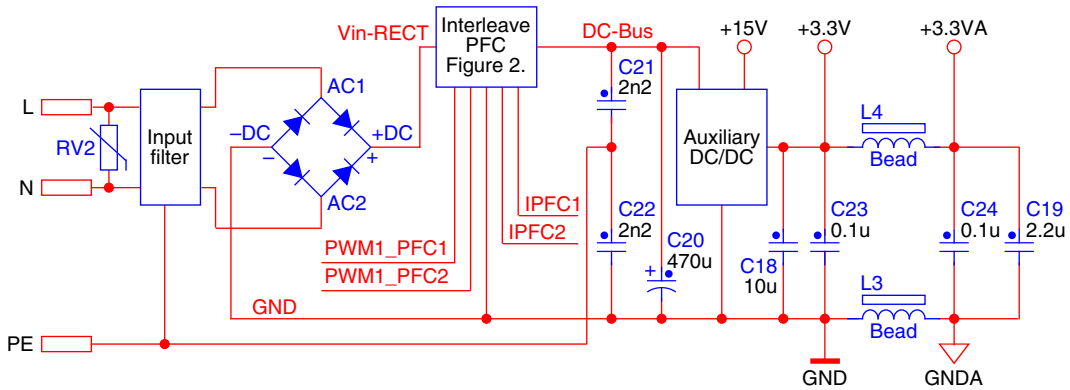 Vin-RECT
Interleave
PFC
Figure 2.
DC-Bus
+15V
+3.3V
+3.3VA
C21
2n2
L
RV2
N
Input
filter
AC1
–DC
+DC
–
+
AC2
Auxiliary
DC/DC
L4
Bead
IPFC1
IPFC2
PWM1_PFC1
PWM1_PFC2
C22
2n2
C20
470u
+
C18
10u
C23
0.1u
C24
0.1u
C19
2.2u
L3
Bead
GND
PE
GND
GNDA